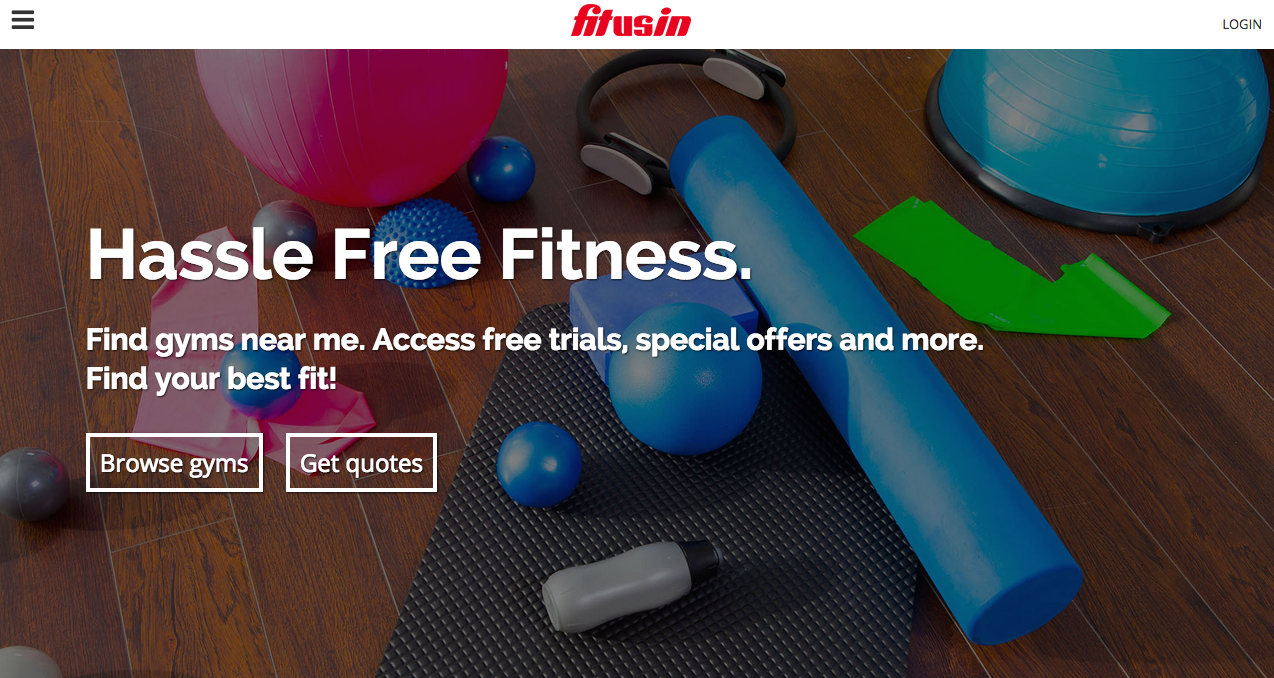 fitusin
LOGIN
Hassle Free Fitness.
Find gyms near me. Access free trials, special offers and more.
Find your best fit!
Browse gyms
Get quotes